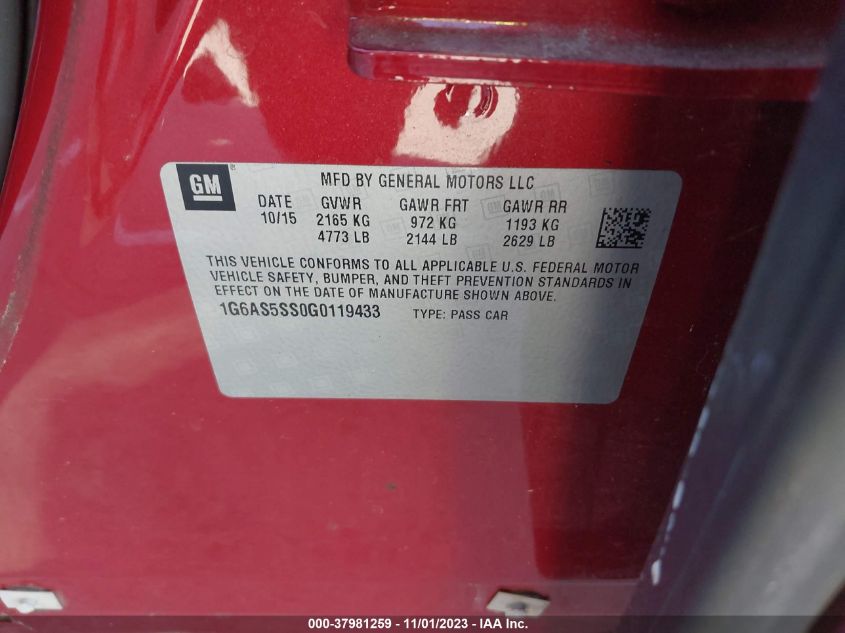 GM
MFD BY GENERAL MOTORS LLC
DATE GVWR GAWR FRT GAWR RR
10/15 2165 KG 972 KG 1193 KG
4773 LB 2144 LB 2629 LB
THIS VEHICLE CONFORMS TO ALL APPLICABLE U.S. FEDERAL MOTOR
VEHICLE SAFETY, BUMPER, AND THEFT PREVENTION STANDARDS IN
EFFECT ON THE DATE OF MANUFACTURE SHOWN ABOVE.
1G6AS5SS0G0119433 TYPE: PASS CAR
000-37981259 - 11/01/2023 - IAA Inc.